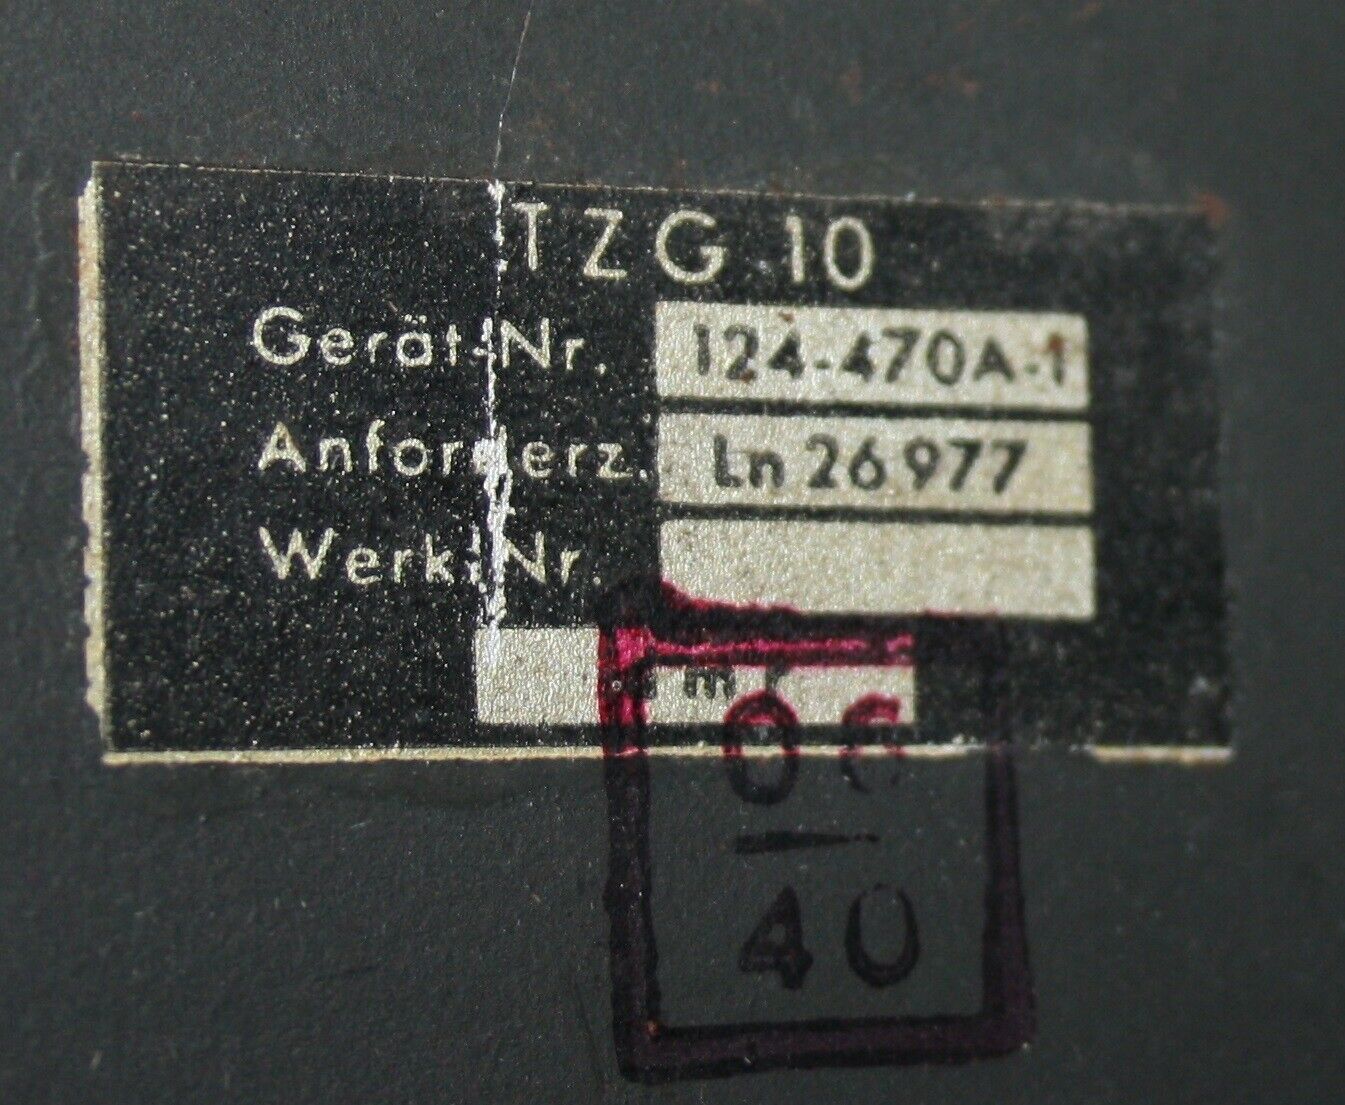 TZG 10
Gerät-Nr. 124-470A-1
Anforderz. Ln 26977
Werk-Nr.
40